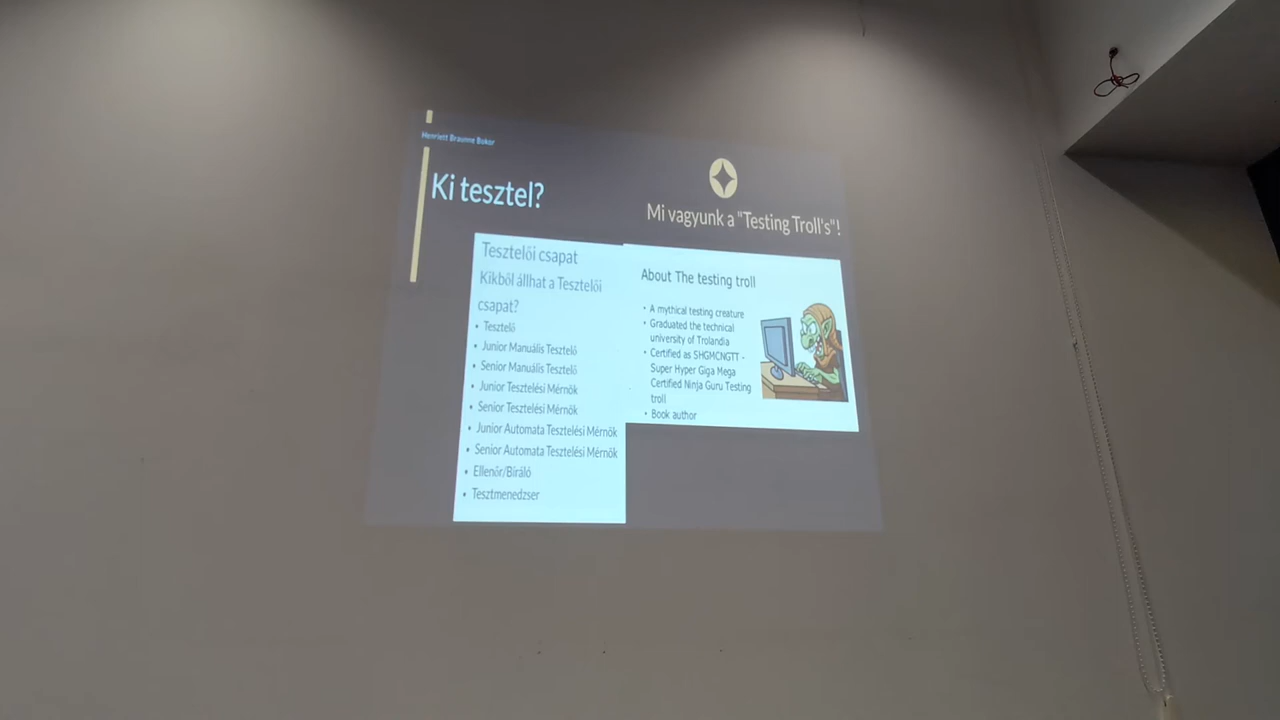 Henriett Braunne Bokor
Ki tesztel?
Mi vagyunk a "Testing Troll's"!
Tesztelői csapat
Kikből állhat a Tesztelői
csapat?
• Tesztelő
• Junior Manuális Tesztelő
• Senior Manuális Tesztelő
• Junior Tesztelési Mérnök
• Senior Tesztelési Mérnök
• Junior Automata Tesztelési Mérnök
• Senior Automata Tesztelési Mérnök
• Ellenőr/Bíráló
• Tesztmenedzser
About The testing troll
• A mythical testing creature
• Graduated the technical
university of Trolandia
• Certified as SHGMCNGTT -
Super Hyper Giga Mega
Certified Ninja Guru Testing
troll
• Book author